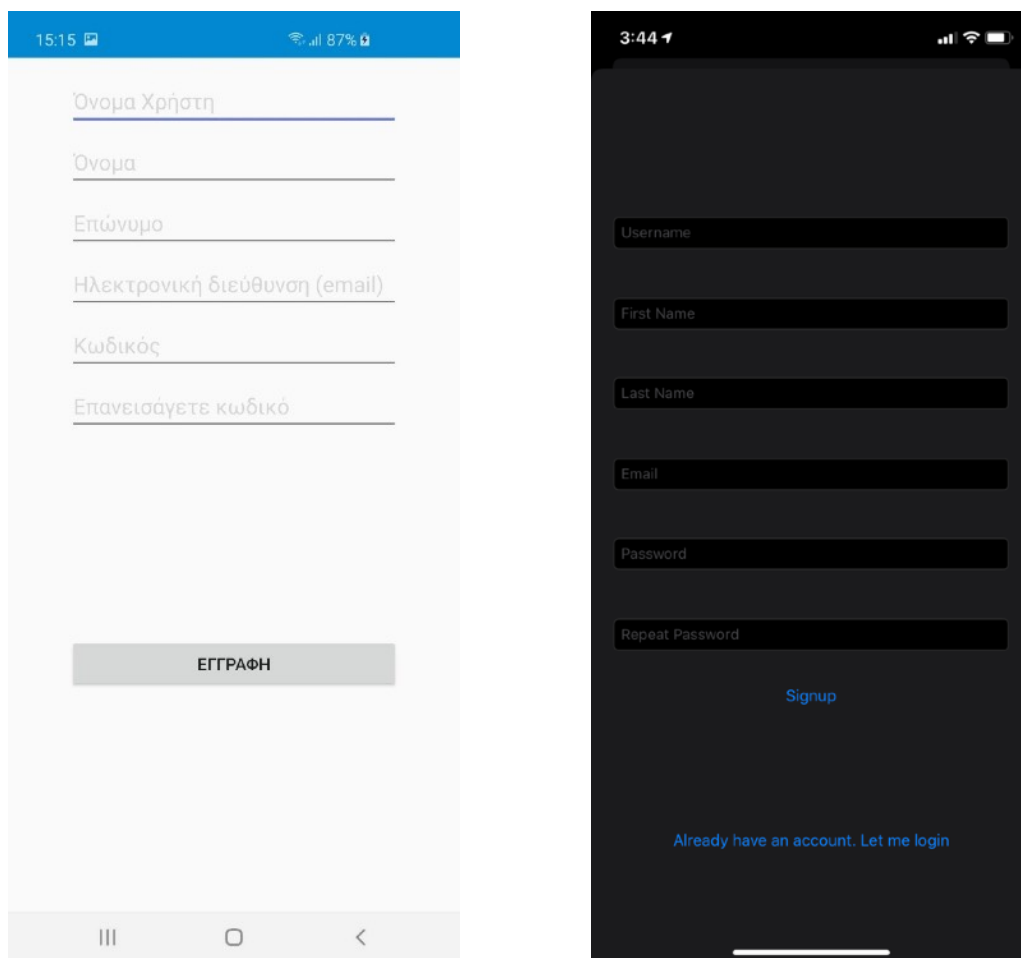 15:15
87%
Όνομα Χρήστη
Όνομα
Επώνυμο
Ηλεκτρονική διεύθυνση (email)
Κωδικός
Επανεισάγετε κωδικό
ΕΓΓΡΑΦΗ
3:44
Username
First Name
Last Name
Email
Password
Repeat Password
Signup
Already have an account. Let me login